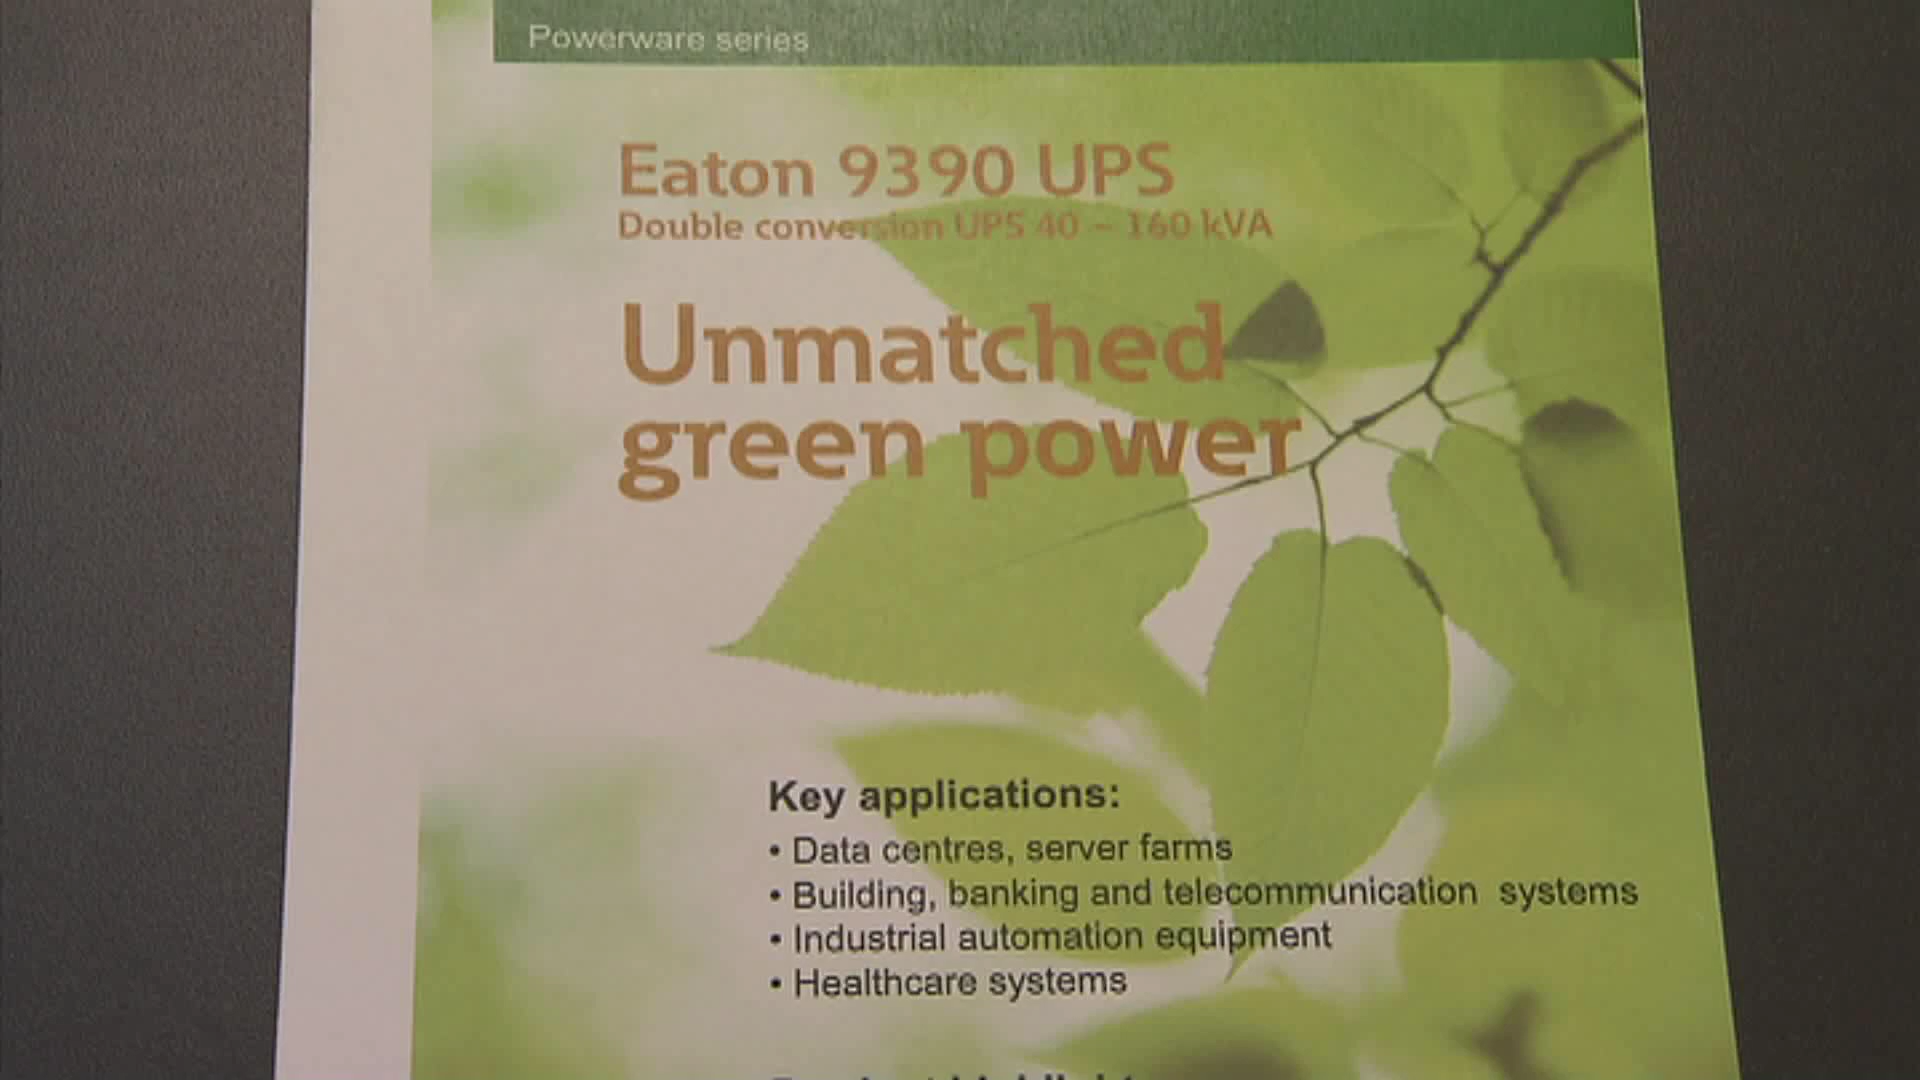 Powerware series
Eaton 9390 UPS
Double conversion UPS 40 – 160 kVA
Unmatched
green power
Key applications:
• Data centres, server farms
• Building, banking and telecommunication systems
• Industrial automation equipment
• Healthcare systems